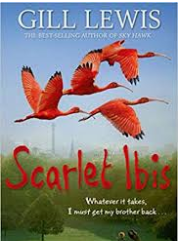 GILL LEWIS
THE BEST-SELLING AUTHOR OF SKY HAWK
Scarlet Ibis
Whatever it takes,
I must get my brother back